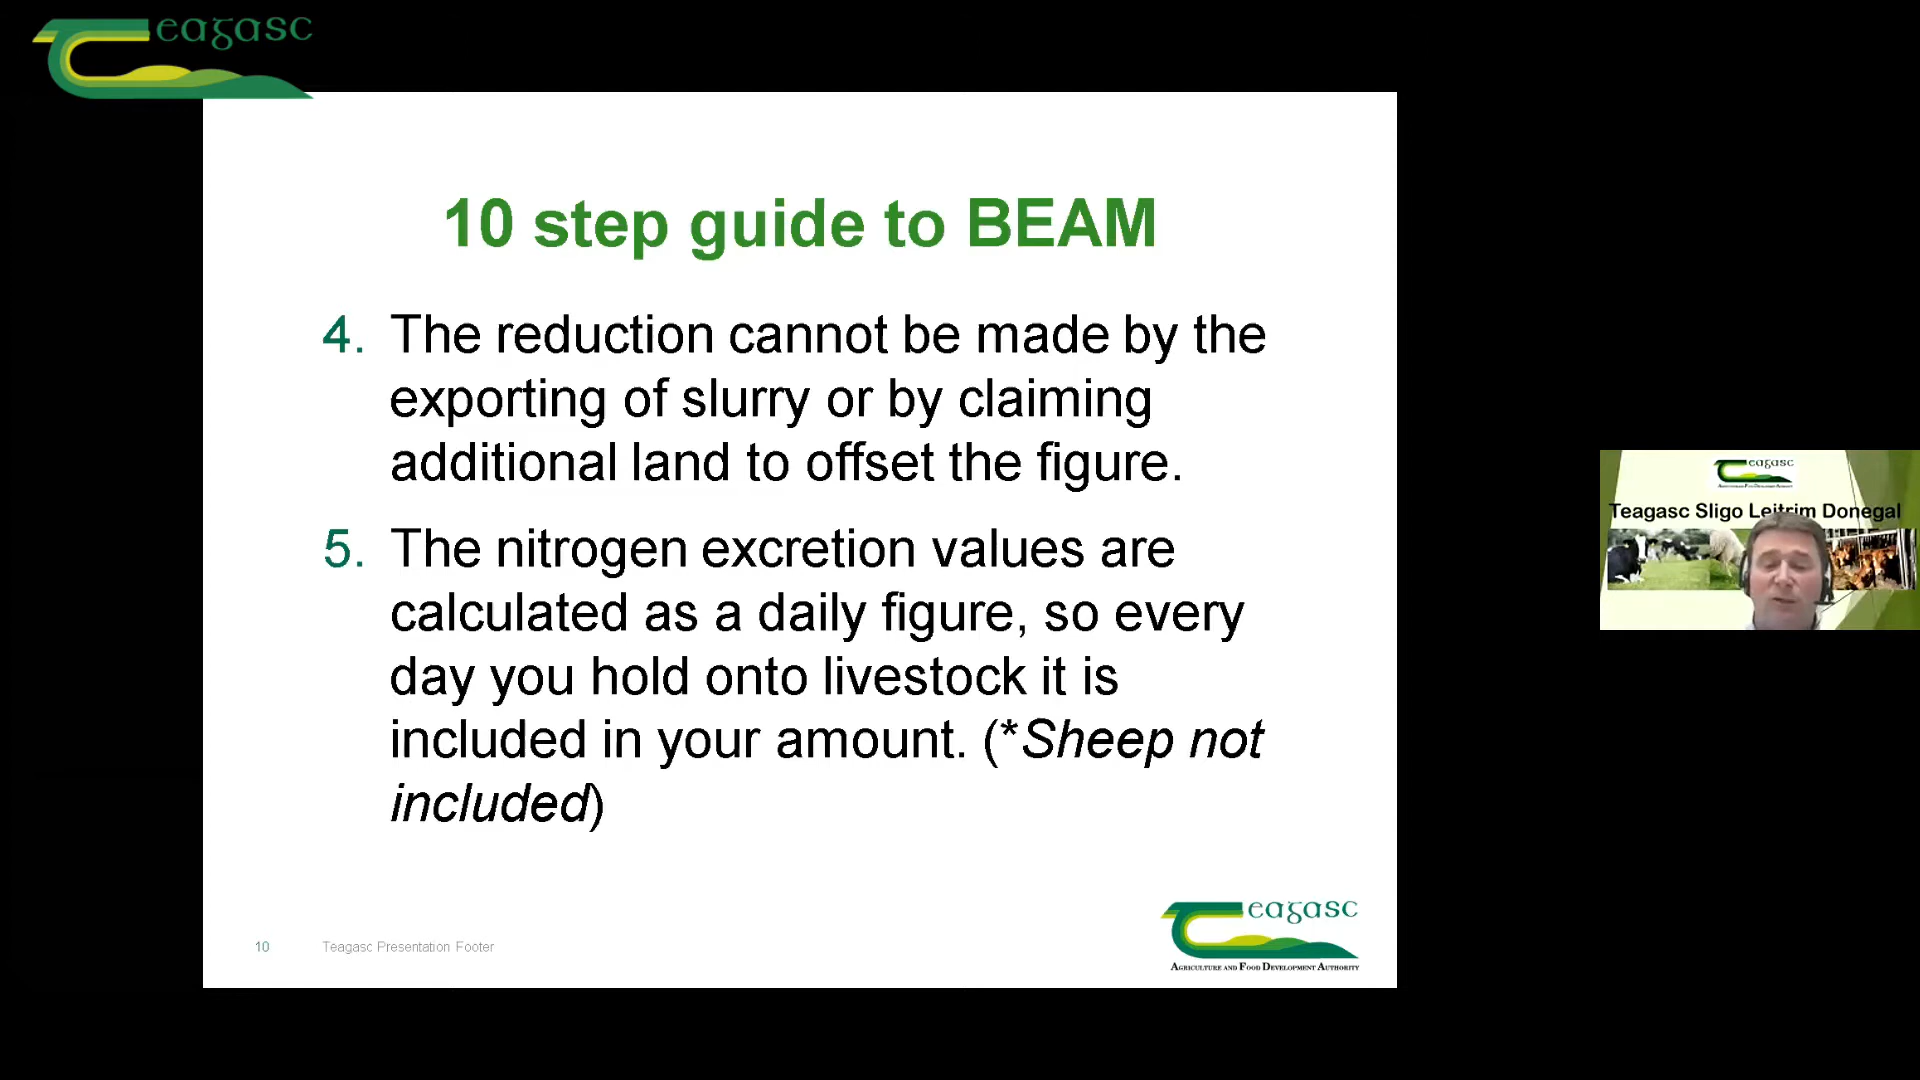 eagasc
10 step guide to BEAM
4. The reduction cannot be made by the
exporting of slurry or by claiming
additional land to offset the figure.
5. The nitrogen excretion values are
calculated as a daily figure, so every
day you hold onto livestock it is
included in your amount. (*Sheep not
included)
10 Teagasc Presentation Footer
eagasc
AGRICULTURE AND FOOD DEVELOPMENT AUTHORITY
eagasc
Teagasc Sligo Leitrim Donegal